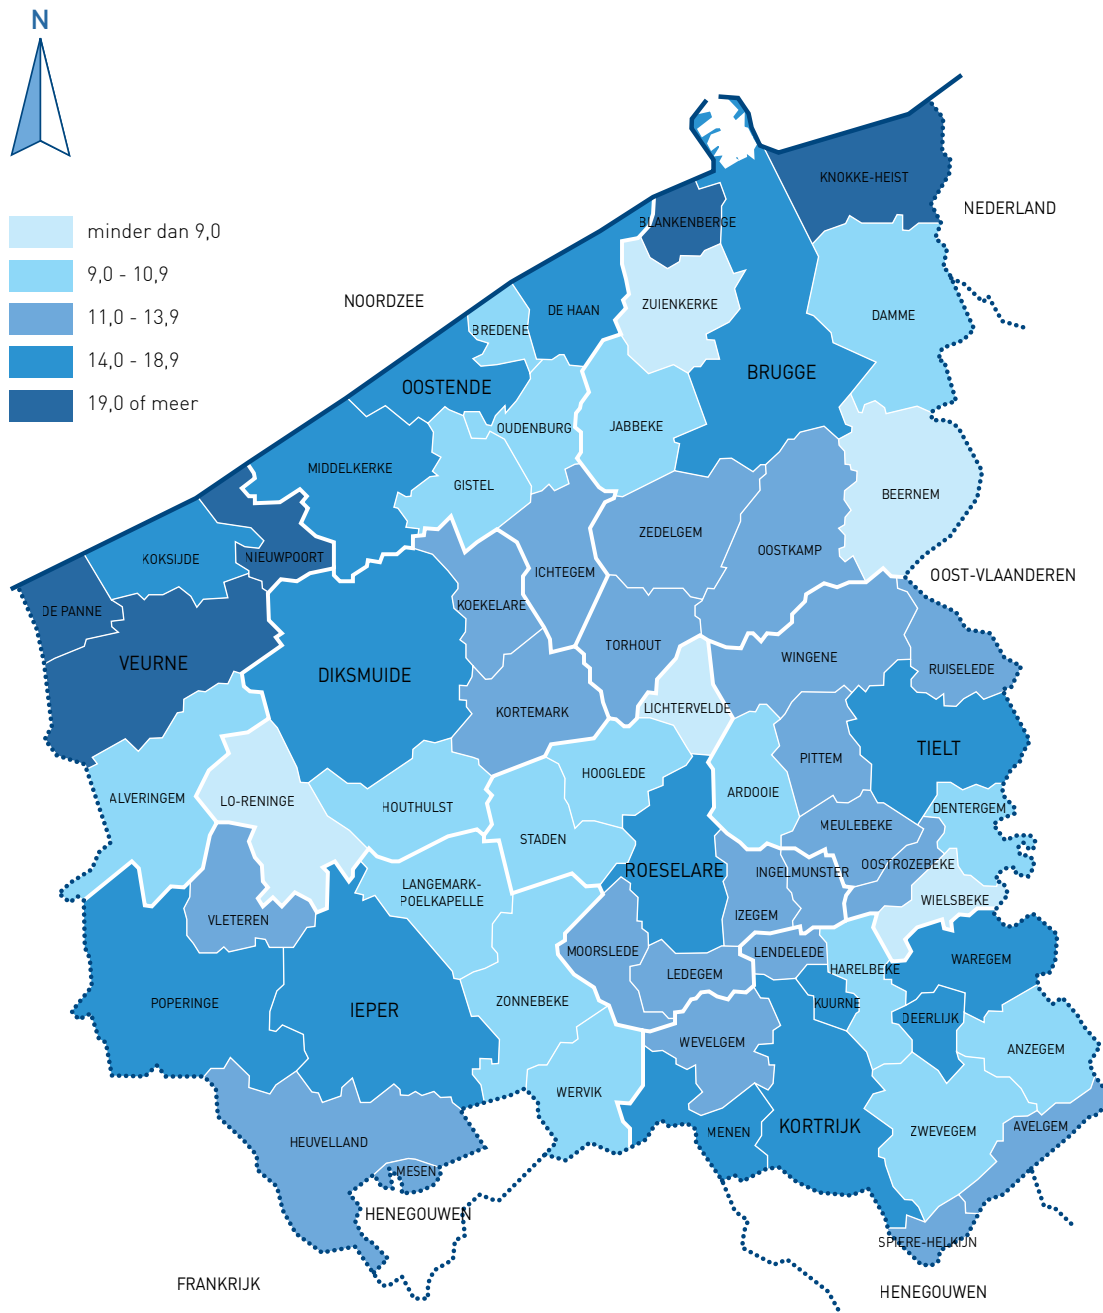 N
KNOKKE-HEIST
NEDERLAND
BLANKENBERGE
minder dan 9,0
9,0 - 10,9
11,0 - 13,9
14,0 - 18,9
19,0 of meer
NOORDZEE
ZUIENKERKE
DE HAAN
DAMME
BREDENE
BRUGGE
OOSTENDE
OUDENBURG
JABBEKE
MIDDELKERKE
GISTEL
BEERNEM
ZEDELGEM
OOSTKAMP
KOKSIJDE
NIEUWPOORT
ICHTEGEM
OOST-VLAANDEREN
DE PANNE
KOEKELARE
TORHOUT
VEURNE
DIKSMUIDE
WINGENE
RUISELEDE
KORTEMARK
LICHTERVELDE
TIELT
PITTEM
HOOGLEDE
ARDOOIE
ALVERINGEM
LO-RENINGE
HOUTHULST
DENTERGEM
STADEN
MEULEBEKE
ROESELARE
INGELMUNSTER
OOSTROZEBEKE
LANGEMARK-
POELKAPELLE
WIELSBEKE
VLETEREN
IZEGEM
MOORSLEDE
LENDELEDE
LEDEGEM
HARELBEKE
WAREGEM
POPERINGE
IEPER
ZONNEBEKE
KUURNE
DEERLIJK
WEVELGEM
ANZEGEM
WERVIK
MENEN
KORTRIJK
ZWEVEGEM
AVELGEM
HEUVELLAND
MESEN
HENEGOUWEN
SPIERE-HELKIJN
FRANKRIJK
HENEGOUWEN